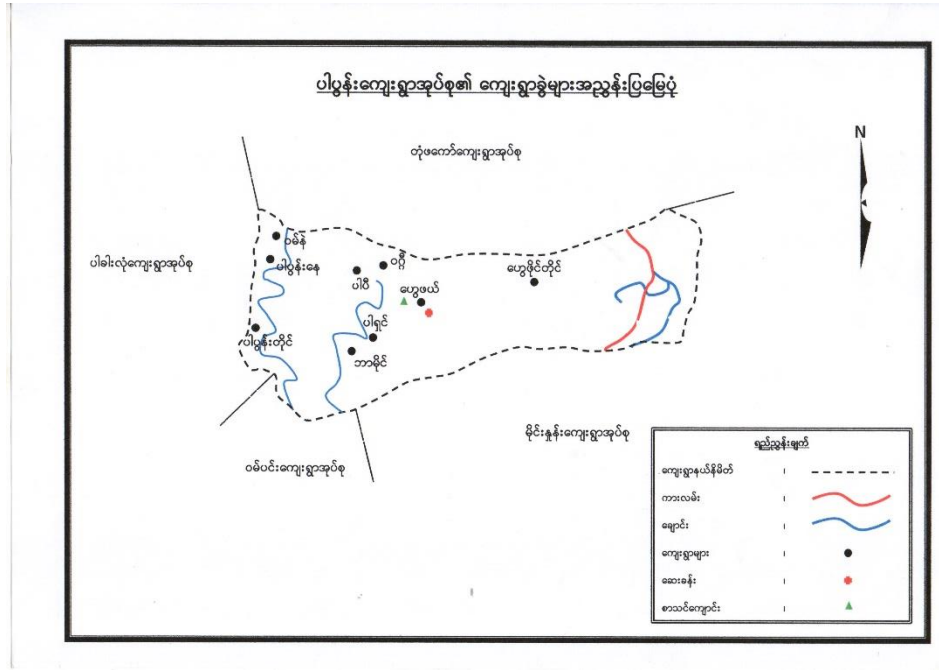 ပါပွန်းကျေးရွာအုပ်စု၏ ကျေးရွာခွဲများအညွှန်းပြမြေပုံ
N
တုံဖကော်ကျေးရွာအုပ်စု
ပါခါးလုံကျေးရွာအုပ်စု
ဝမ်နဲ
ပါပွန်းနေ
ဝဂျီ
ပါပီ
ဟွေဖိုင်တိုင်
ဟွေဖယ်
ပါရှင်
ပါပွန်းတိုင်
ဘာမိုင်
မိုင်းနှုန်းကျေးရွာအုပ်စု
ဝမ်ပင်းကျေးရွာအုပ်စု
ရည်ညွှန်းချက်
ကျေးရွာနယ်နိမိတ် ၊
ကားလမ်း ၊
ချောင်း ၊
ကျေးရွာများ ၊
ဆေးခန်း ၊
စာသင်ကျောင်း ၊